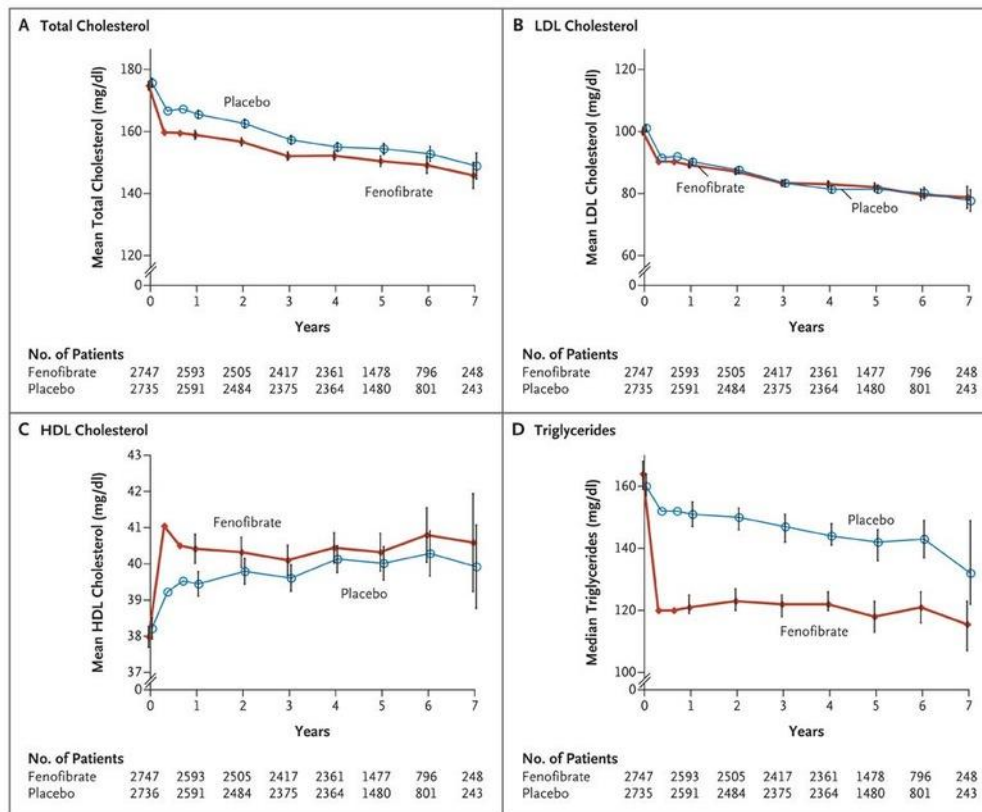 A Total Cholesterol
Mean Total Cholesterol (mg/dl)
180
160
140
120
0
Placebo
Fenofibrate
0 1 2 3 4 5 6 7
Years
No. of Patients
Fenofibrate 2747 2593 2505 2417 2361 1478 796 248
Placebo 2735 2591 2484 2375 2364 1480 801 243
B LDL Cholesterol
Mean LDL Cholesterol (mg/dl)
120
100
80
60
0
Fenofibrate
Placebo
0 1 2 3 4 5 6 7
Years
No. of Patients
Fenofibrate 2747 2593 2505 2417 2361 1477 796 248
Placebo 2735 2591 2484 2375 2364 1480 801 243
C HDL Cholesterol
Mean HDL Cholesterol (mg/dl)
43
42
41
40
39
38
37
0
Fenofibrate
Placebo
0 1 2 3 4 5 6 7
Years
No. of Patients
Fenofibrate 2747 2593 2505 2417 2361 1477 796 248
Placebo 2736 2591 2484 2375 2364 1480 801 243
D Triglycerides
Median Triglycerides (mg/dl)
160
140
120
100
0
Placebo
Fenofibrate
0 1 2 3 4 5 6 7
Years
No. of Patients
Fenofibrate 2747 2593 2505 2417 2361 1478 796 248
Placebo 2735 2591 2484 2375 2364 1480 801 243